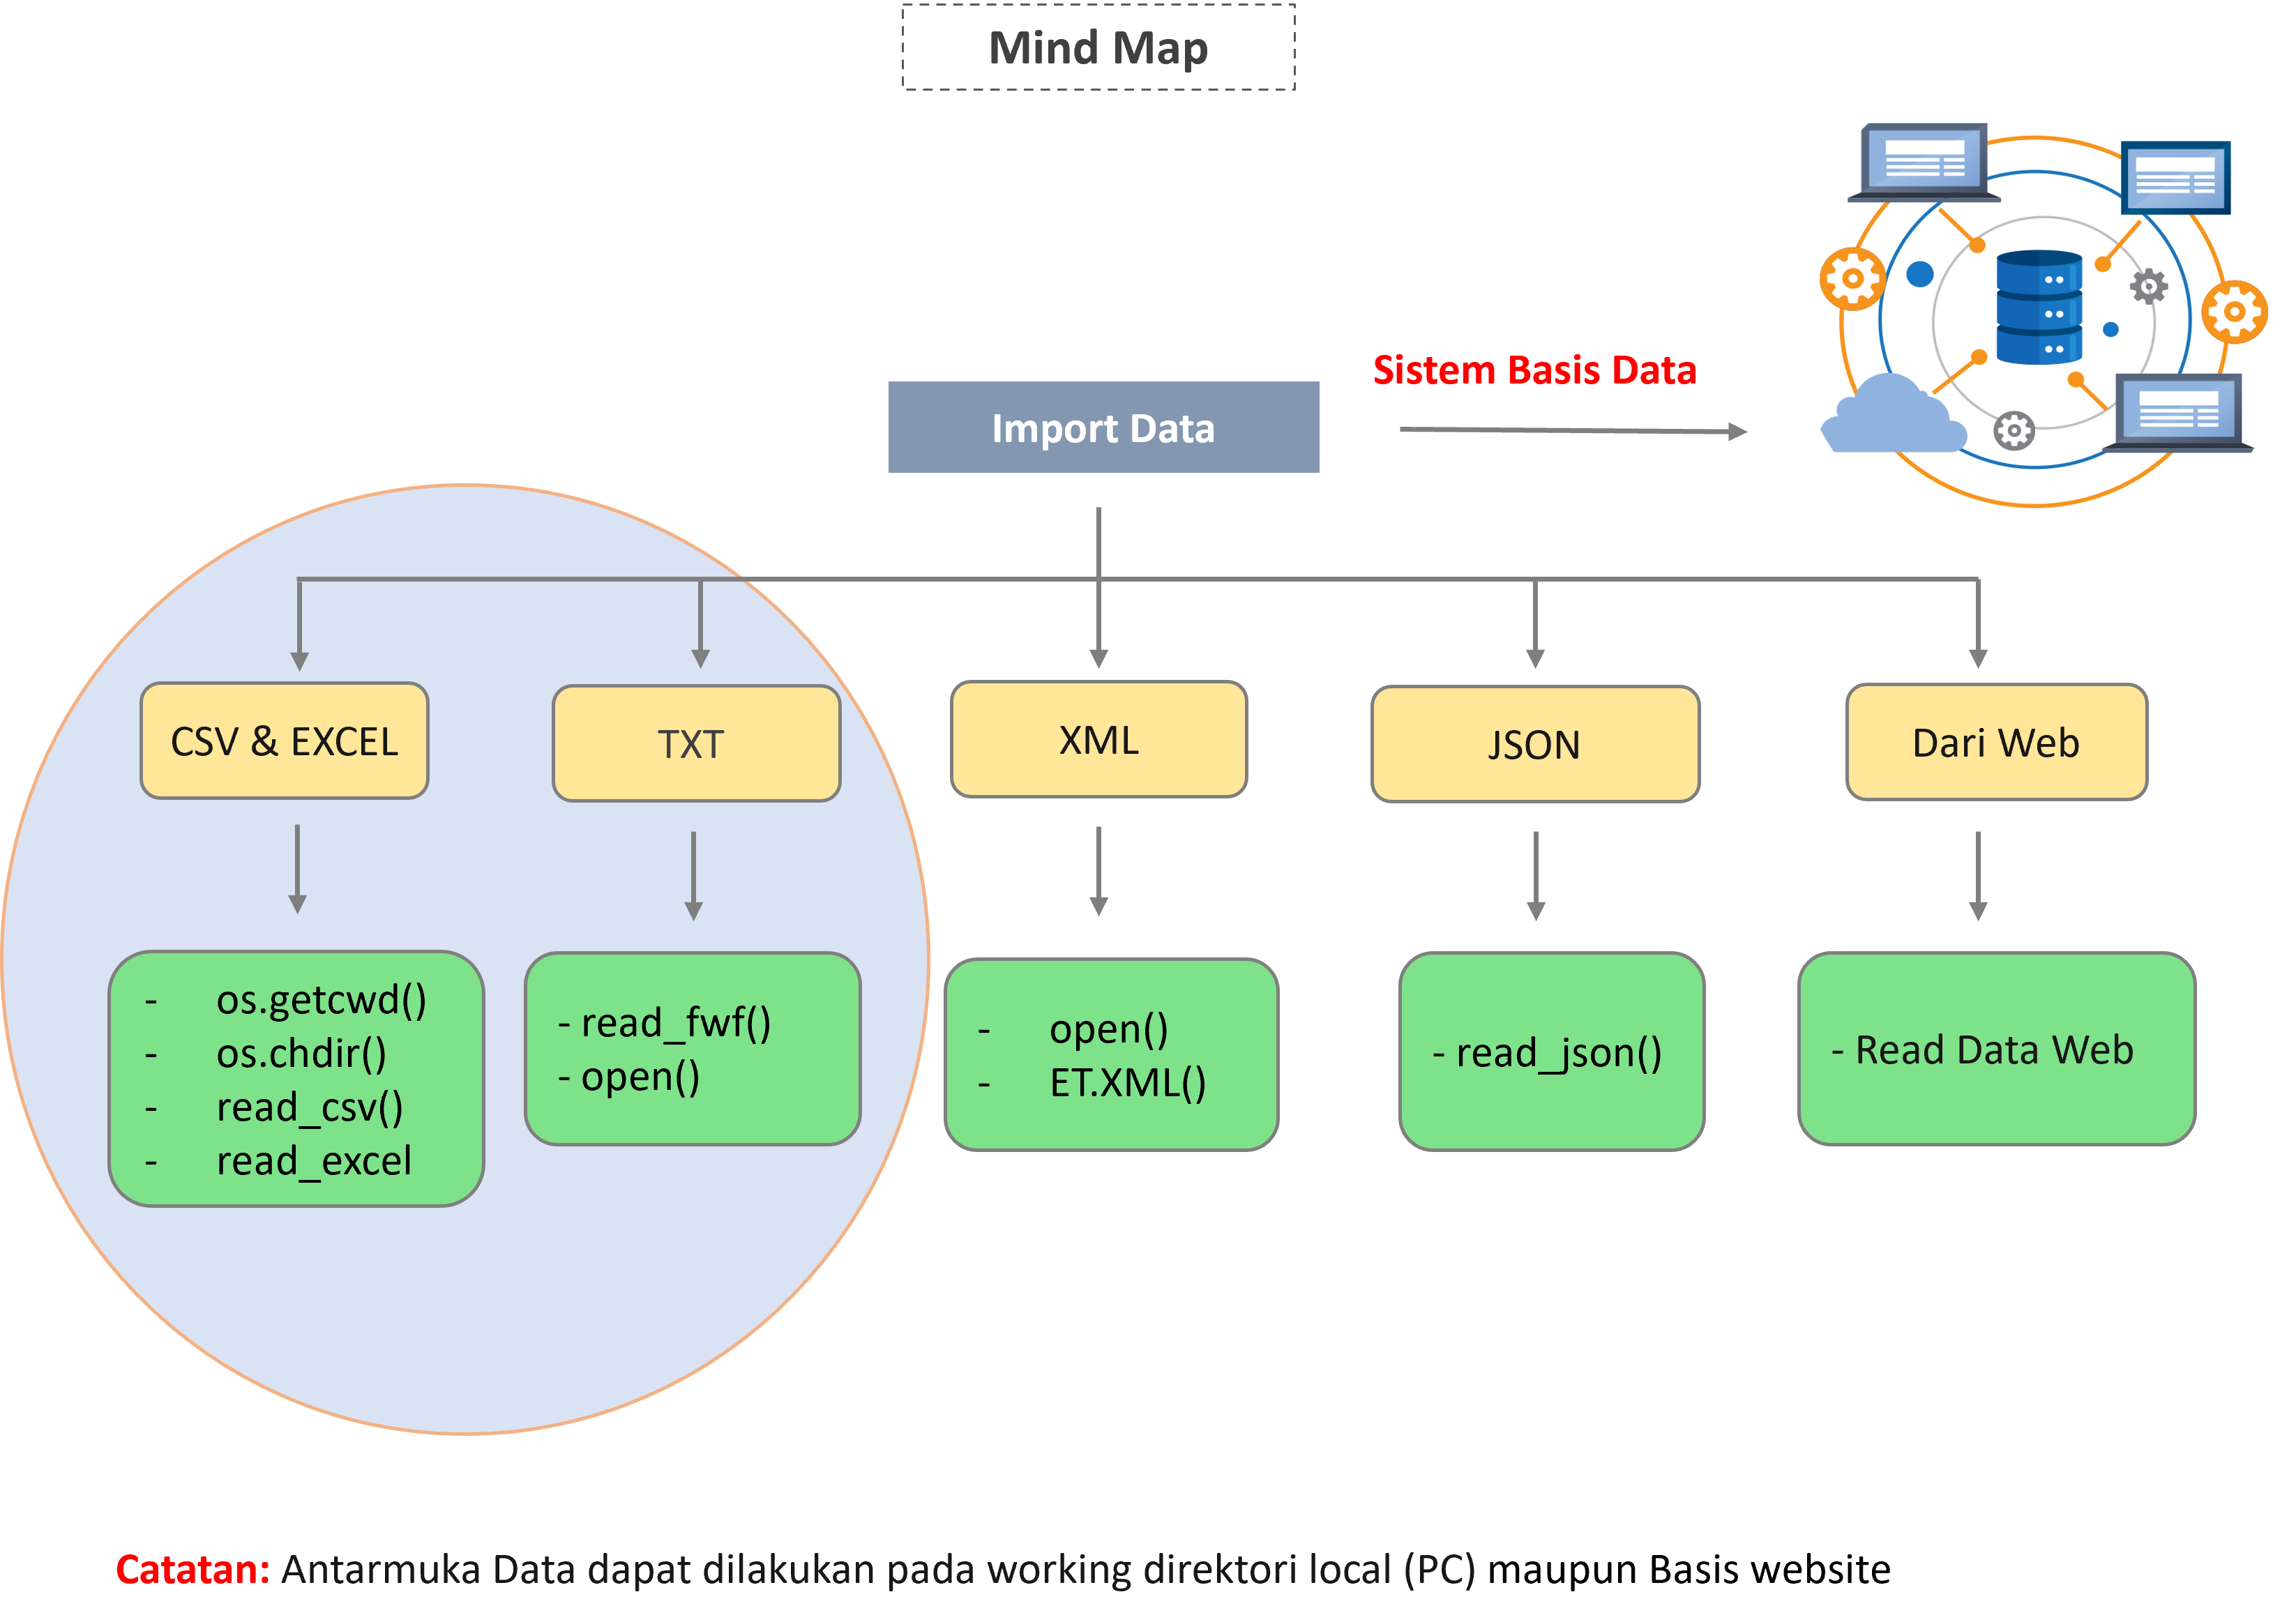 Mind Map
Sistem Basis Data
Import Data
CSV & EXCEL
TXT
XML
JSON
Dari Web
- os.getcwd()
- os.chdir()
- read_csv()
- read_excel
- read_fwf()
- open()
- open()
- ET.XML()
- read_json()
- Read Data Web
Catatan: Antarmuka Data dapat dilakukan pada working direktori local (PC) maupun Basis website